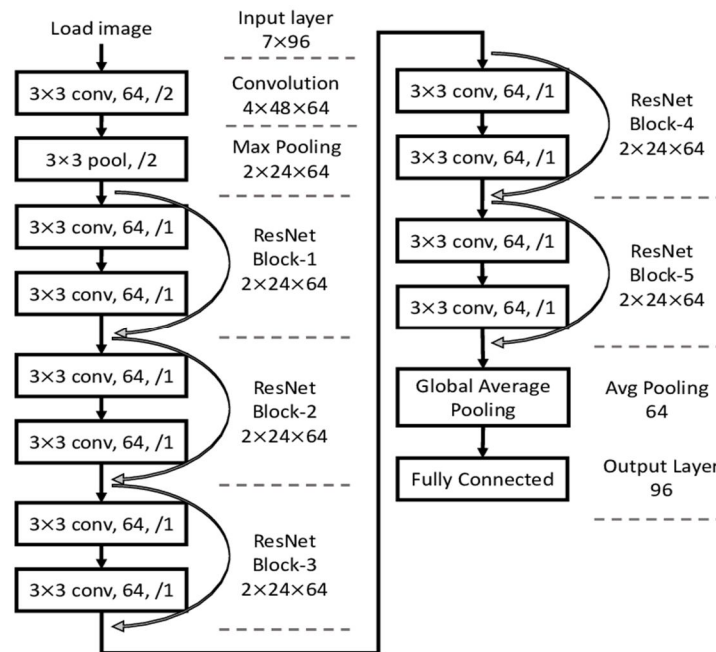 Load image
Input layer
7×96
3×3 conv, 64, /2
Convolution
4×48×64
3×3 pool, /2
Max Pooling
2×24×64
3×3 conv, 64, /1
3×3 conv, 64, /1
ResNet
Block-1
2×24×64
3×3 conv, 64, /1
3×3 conv, 64, /1
ResNet
Block-2
2×24×64
3×3 conv, 64, /1
3×3 conv, 64, /1
ResNet
Block-3
2×24×64
3×3 conv, 64, /1
3×3 conv, 64, /1
ResNet
Block-4
2×24×64
3×3 conv, 64, /1
3×3 conv, 64, /1
ResNet
Block-5
2×24×64
Global Average
Pooling
Avg Pooling
64
Fully Connected
Output Layer
96